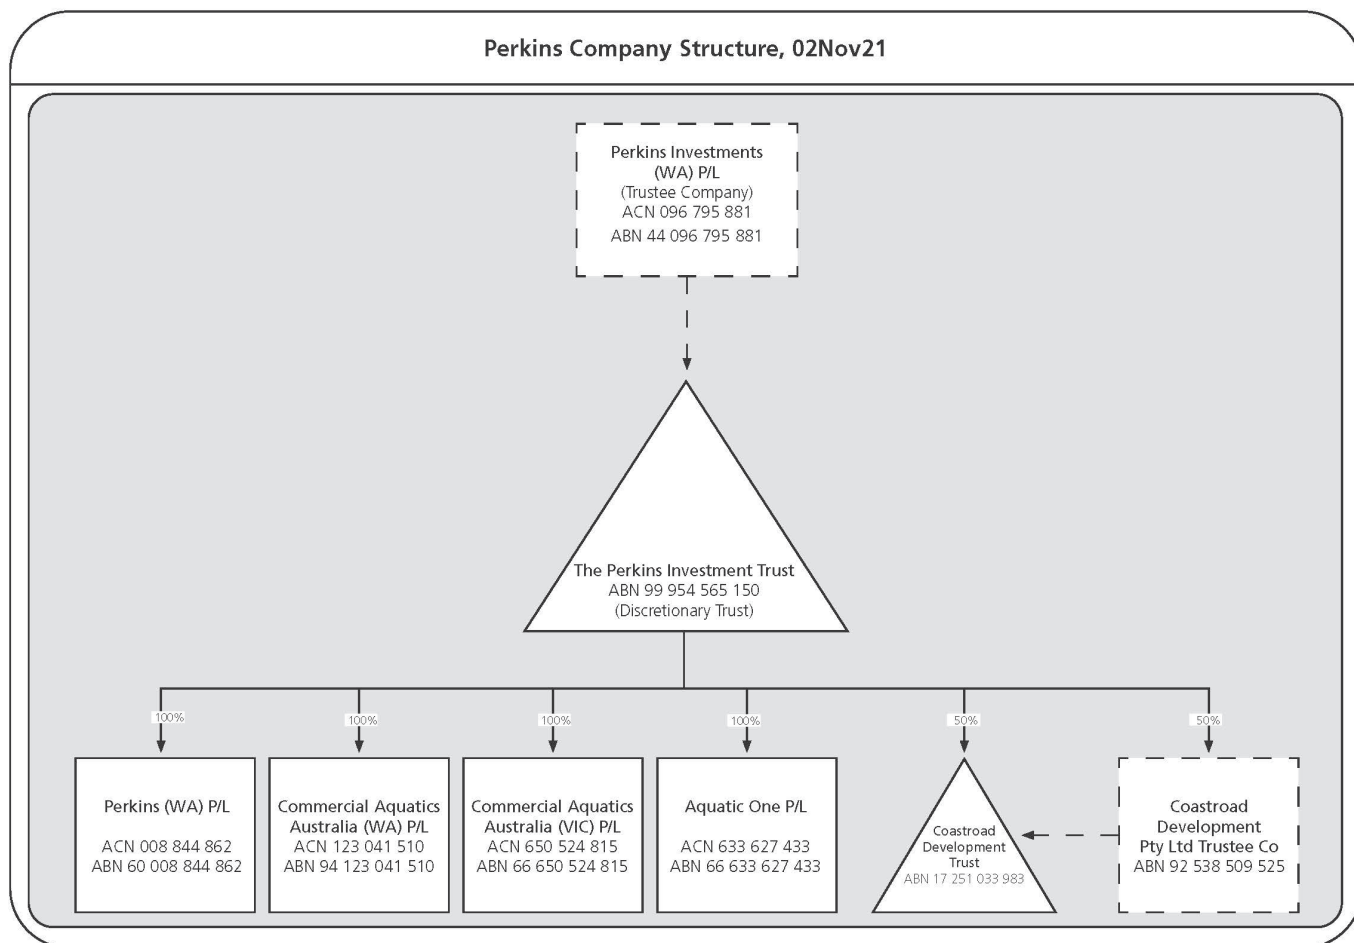 Perkins Company Structure, 02Nov21
Perkins Investments
(WA) P/L
(Trustee Company)
ACN 096 795 881
ABN 44 096 795 881
The Perkins Investment Trust
ABN 99 954 565 150
(Discretionary Trust)
100%
100%
100%
100%
50%
50%
Perkins (WA) P/L
ACN 008 844 862
ABN 60 008 844 862
Commercial Aquatics
Australia (WA) P/L
ACN 123 041 510
ABN 94 123 041 510
Commercial Aquatics
Australia (VIC) P/L
ACN 650 524 815
ABN 66 650 524 815
Aquatic One P/L
ACN 633 627 433
ABN 66 633 627 433
Coastroad
Development
Trust
ABN 17 251 033 983
Coastroad
Development
Pty Ltd Trustee Co
ABN 92 538 509 525